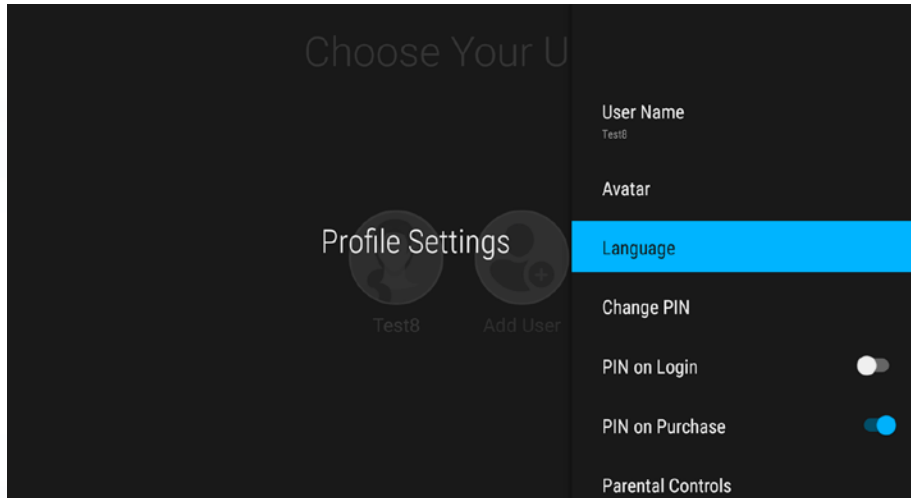 Choose Your U
Profile Settings
Test8
Add User
User Name
Test8
Avatar
Language
Change PIN
PIN on Login
PIN on Purchase
Parental Controls